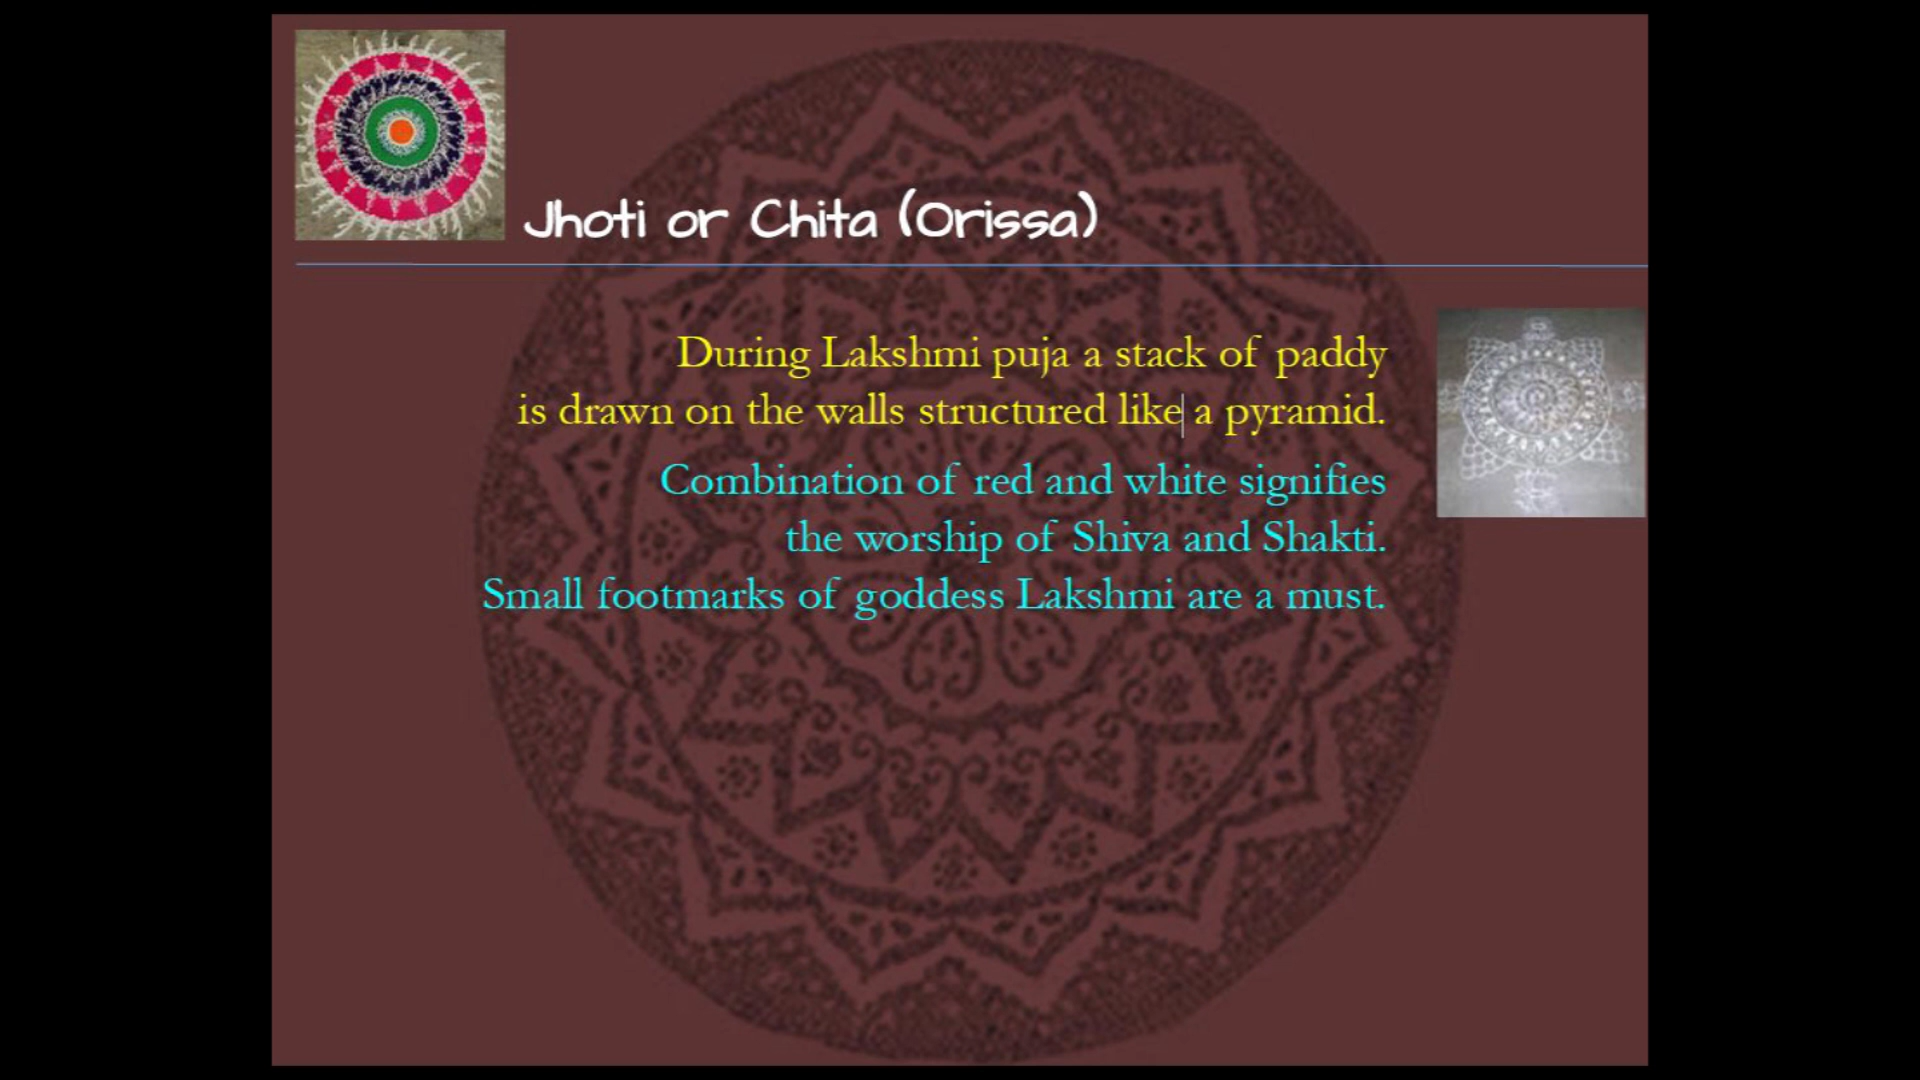 Jhoti or Chita (Orissa)
During Lakshmi puja a stack of paddy
is drawn on the walls structured like a pyramid.
Combination of red and white signifies
the worship of Shiva and Shakti.
Small footmarks of goddess Lakshmi are a must.